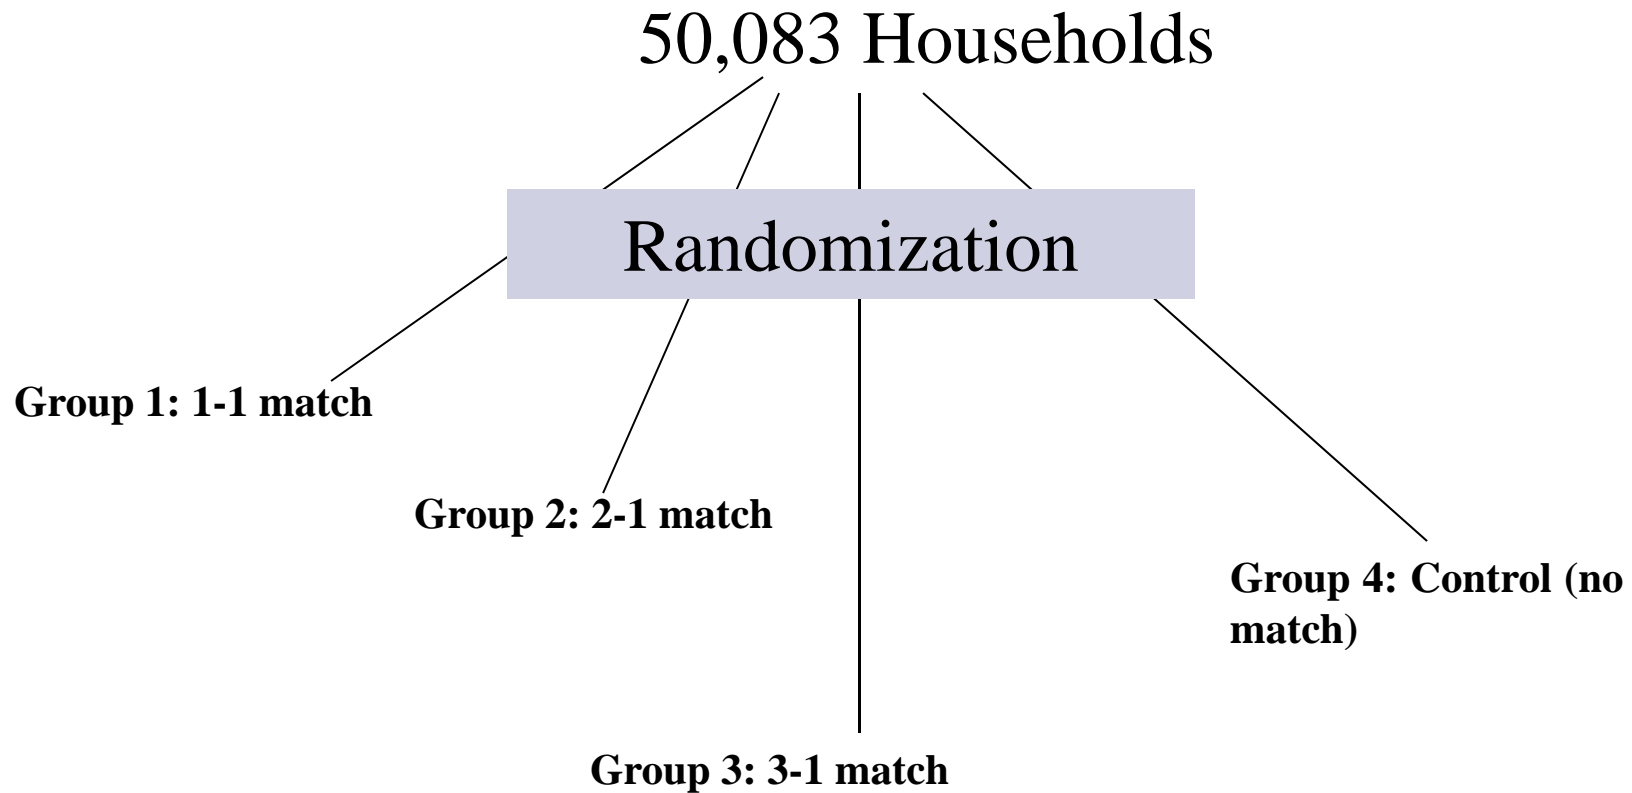 50,083 Households
Randomization
Group 1: 1-1 match
Group 2: 2-1 match
Group 4: Control (no
match)
Group 3: 3-1 match